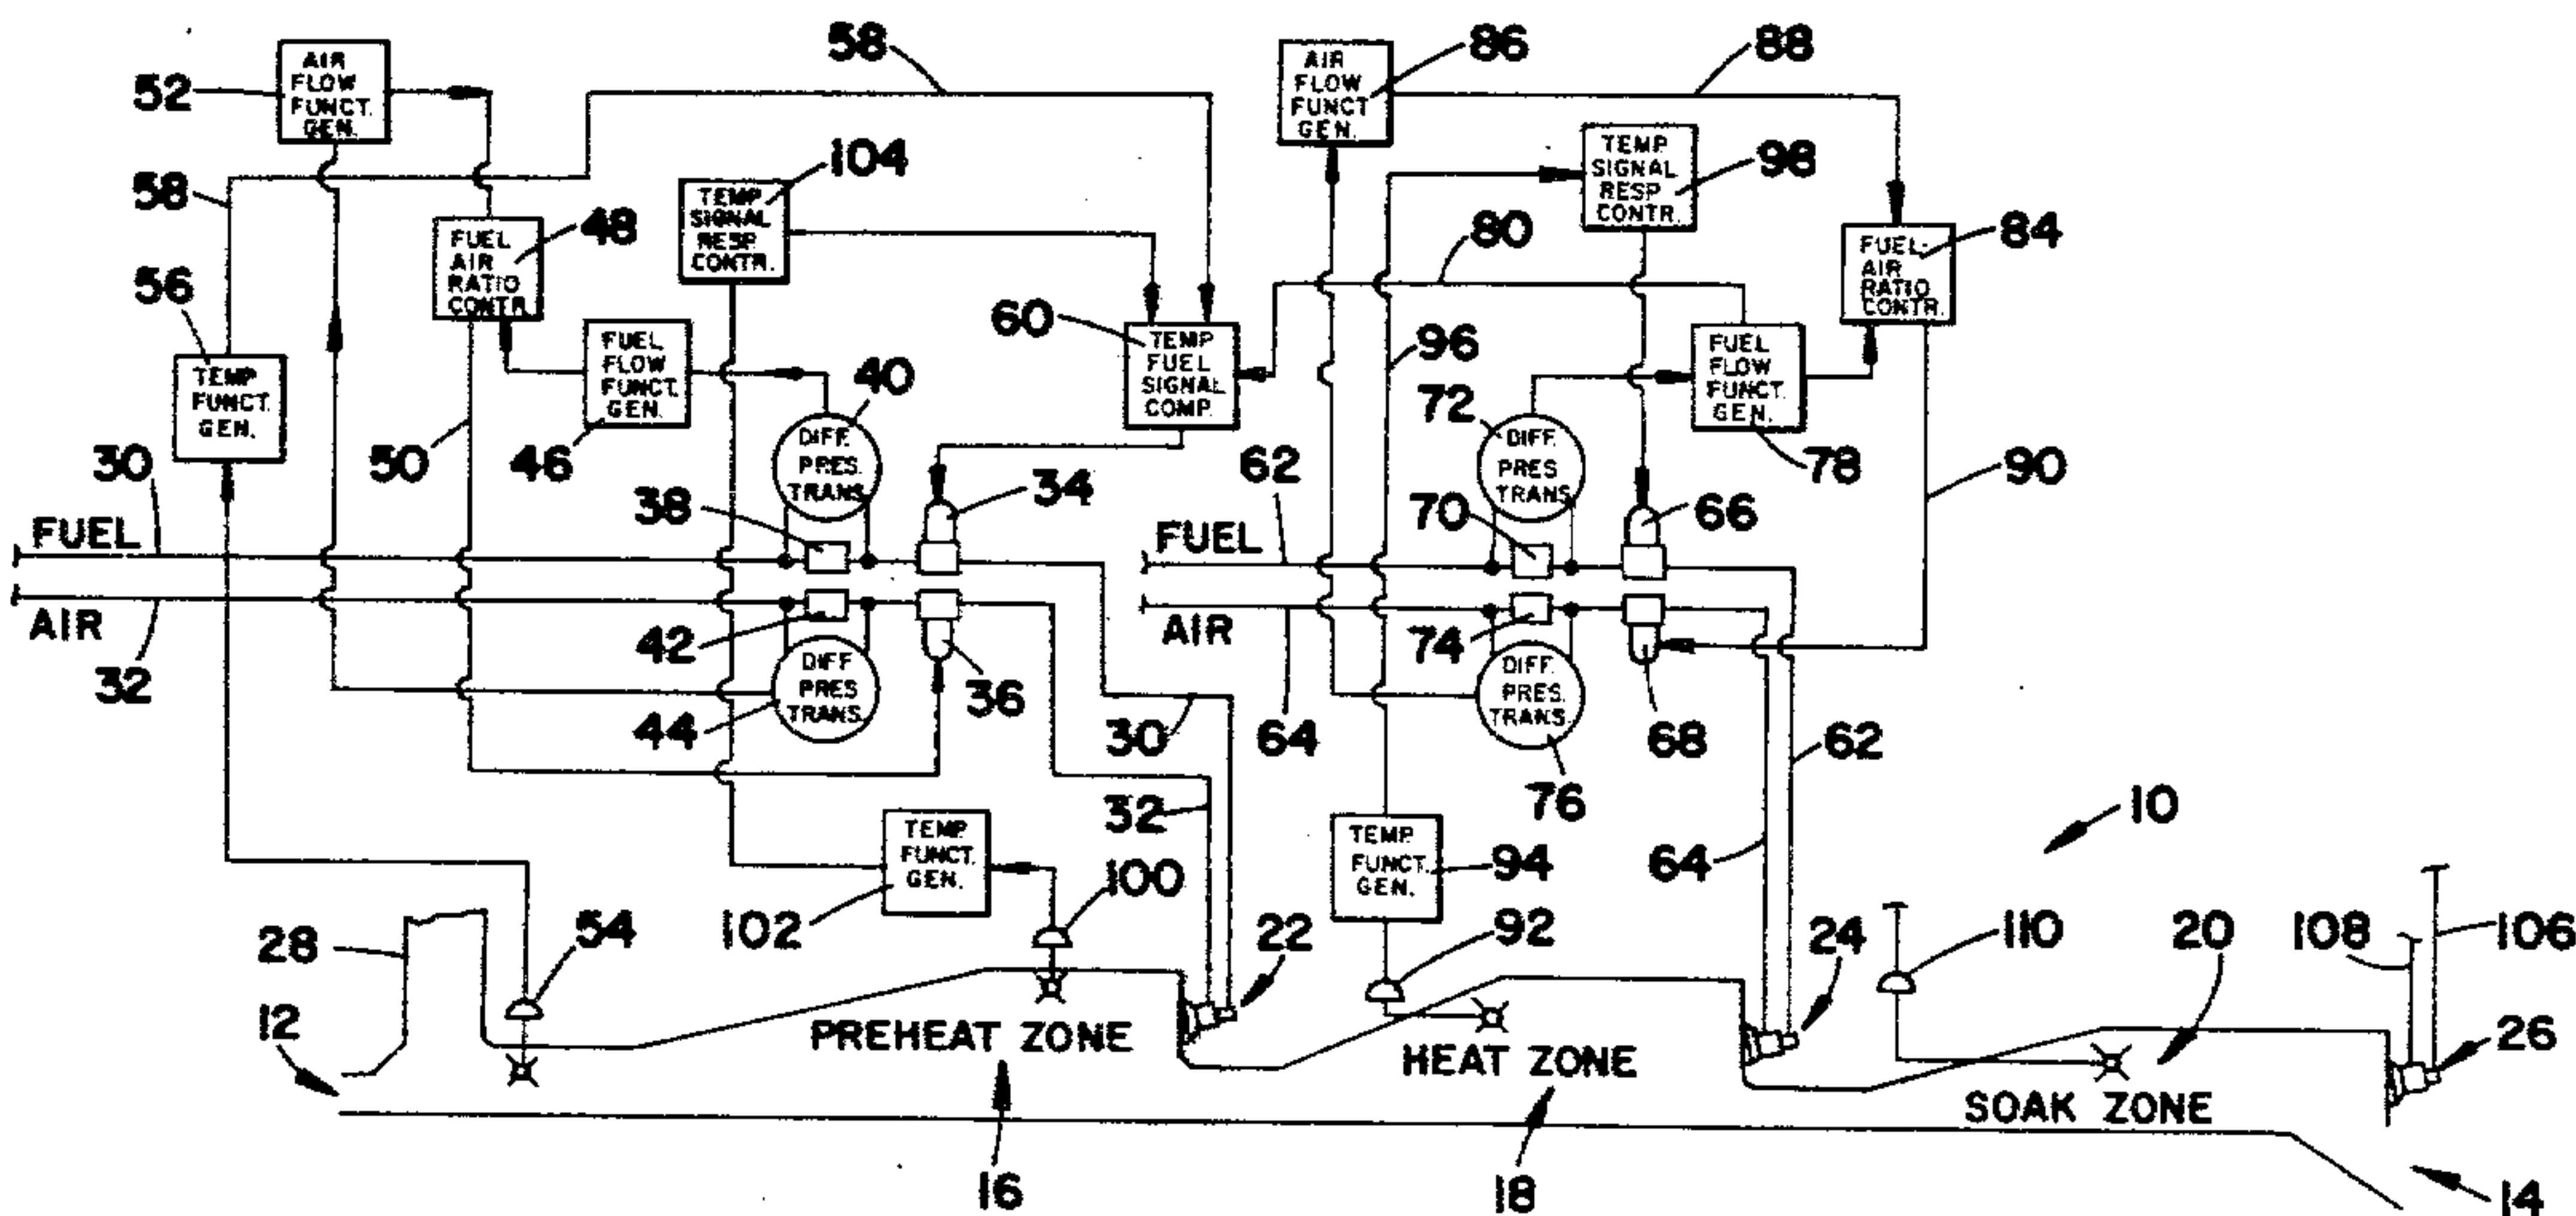 52
AIR
FLOW
FUNCT.
GEN.
58
AIR
FLOW
FUNCT
GEN.
86
88
58
TEMP
SIGNAL
RESP
CONTR.
104
TEMP
SIGNAL
RESP
CONTR.
98
FUEL
AIR
RATIO
CONTR.
48
80
FUEL-
AIR
RATIO
CONTR.
84
56
TEMP
FUNCT.
GEN.
FUEL
FLOW
FUNCT.
GEN.
46
50
40
DIFF.
PRES.
TRANS.
60
TEMP
FUEL
SIGNAL
COMP.
96
72
DIFF.
PRES
TRANS
FUEL
FLOW
FUNCT.
GEN.
78
90
30
38
34
62
70
66
FUEL
AIR
32
42
DIFF.
PRES
TRANS.
44
36
30
32
FUEL
AIR
64
74
DIFF.
PRES.
TRANS.
76
68
62
64
10
TEMP.
FUNCT.
GEN.
102
100
TEMP.
FUNCT.
GEN.
94
92
28
54
22
24
110
20
108
106
12
PREHEAT ZONE
HEAT ZONE
SOAK ZONE
26
16
18
14